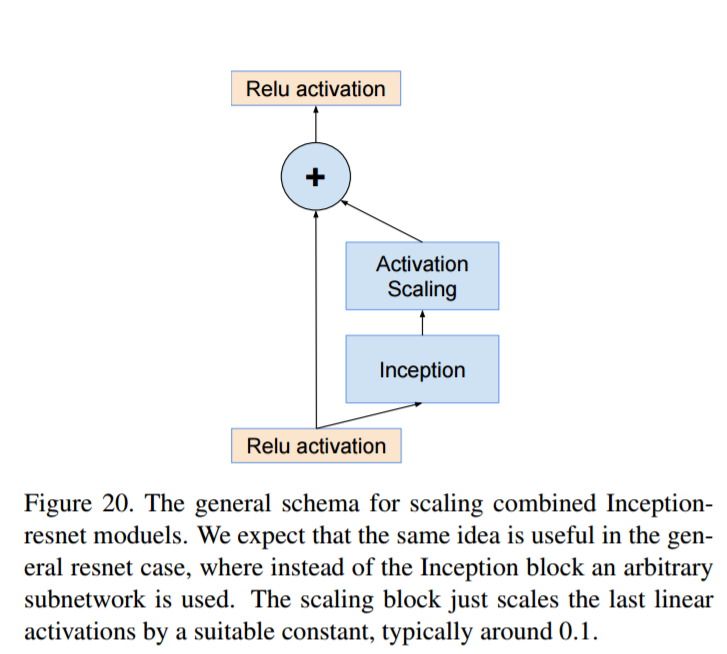 Relu activation
+
Activation
Scaling
Inception
Relu activation
Figure 20. The general schema for scaling combined Inception-
resnet moduels. We expect that the same idea is useful in the gen-
eral resnet case, where instead of the Inception block an arbitrary
subnetwork is used. The scaling block just scales the last linear
activations by a suitable constant, typically around 0.1.